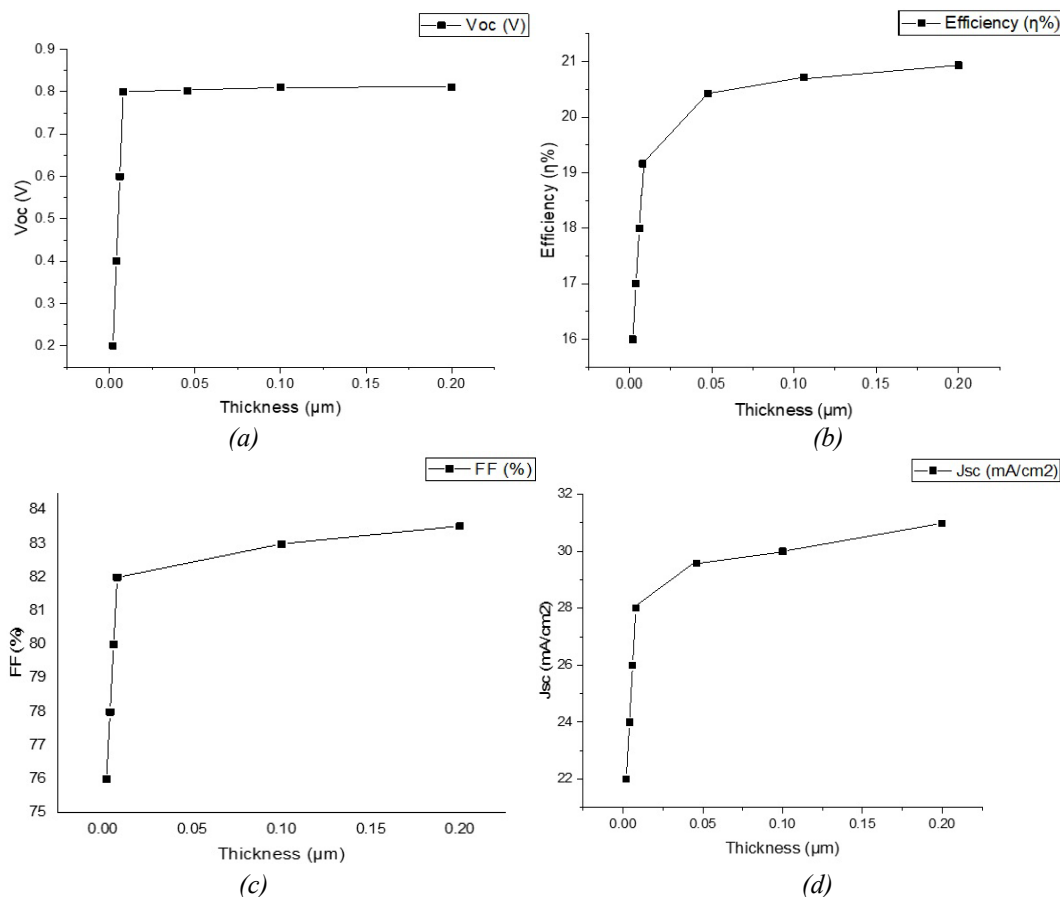 Voc (V)
0.9
0.8
0.7
0.6
0.5
0.4
0.3
0.2
Voc (V)
0.00 0.05 0.10 0.15 0.20
Thickness (µm)
(a)
Efficiency (η%)
21
20
19
18
17
16
Efficiency (η%)
0.00 0.05 0.10 0.15 0.20
Thickness (µm)
(b)
FF (%)
84
83
82
81
80
79
78
77
76
75
FF (%)
0.00 0.05 0.10 0.15 0.20
Thickness (µm)
(c)
Jsc (mA/cm2)
32
30
28
26
24
22
Jsc (mA/cm2)
0.00 0.05 0.10 0.15 0.20
Thickness (µm)
(d)